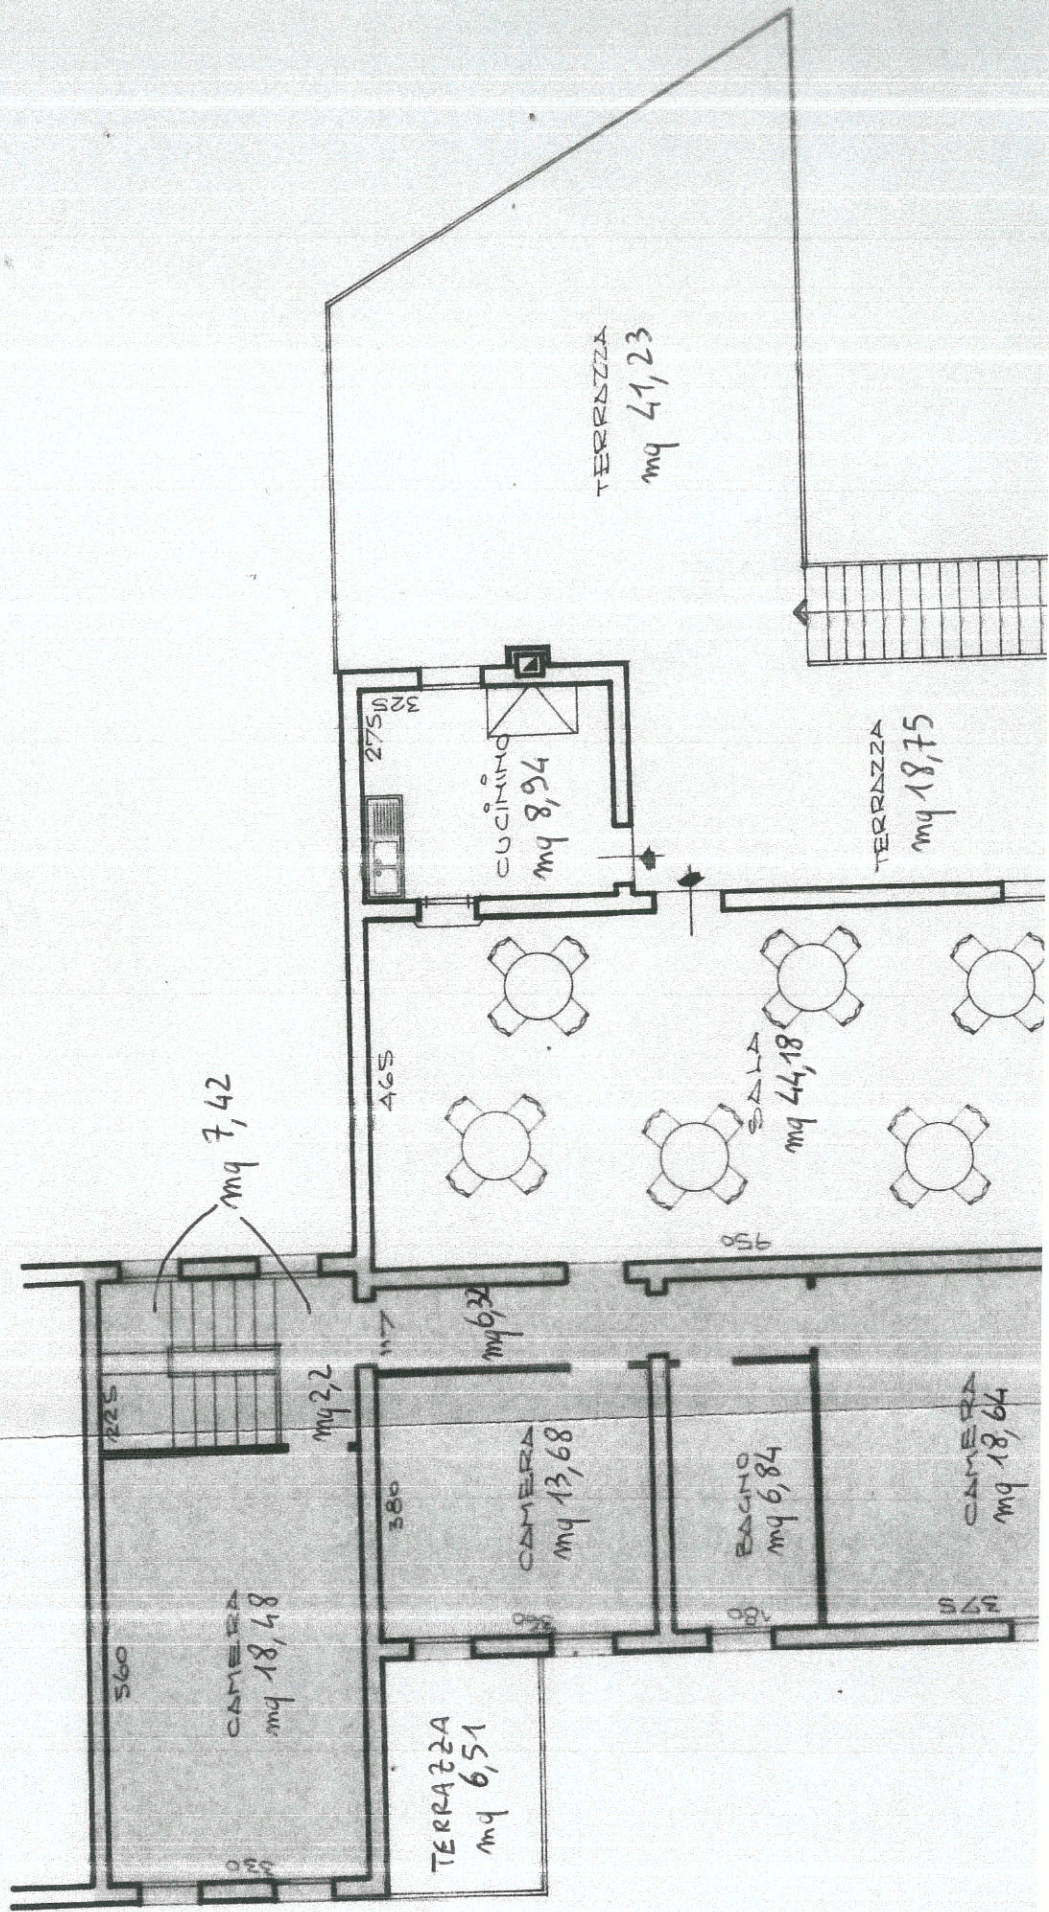 TERRAZZA
mq 41,23
325
275
CUCININO
mq 8,94
TERRAZZA
mq 18,75
465
SALA
mq 44,18
950
mq 7,42
mq 6,32
117
mq 2,2
225
CAMERA
mq 13,68
380
BAGNO
mq 6,84
180
CAMERA
mq 18,64
CAMERA
mq 18,48
560
330
TERRAZZA
mq 6,51